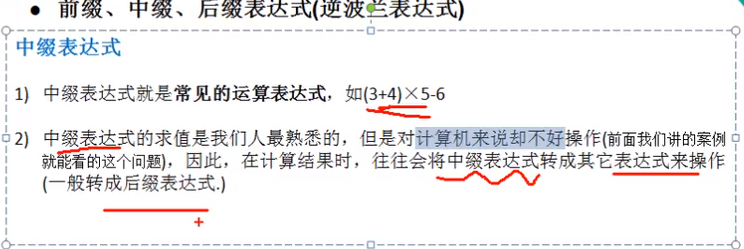 ● 前缀、中缀、后缀表达式(逆波兰表达式)
中缀表达式
1) 中缀表达式就是常见的运算表达式，如(3+4)×5-6
2) 中缀表达式的求值是我们人最熟悉的，但是对计算机来说却不好操作(前面我们讲的案例
就能看的这个问题)，因此，在计算结果时，往往会将中缀表达式转成其它表达式来操作
(一般转成后缀表达式.)